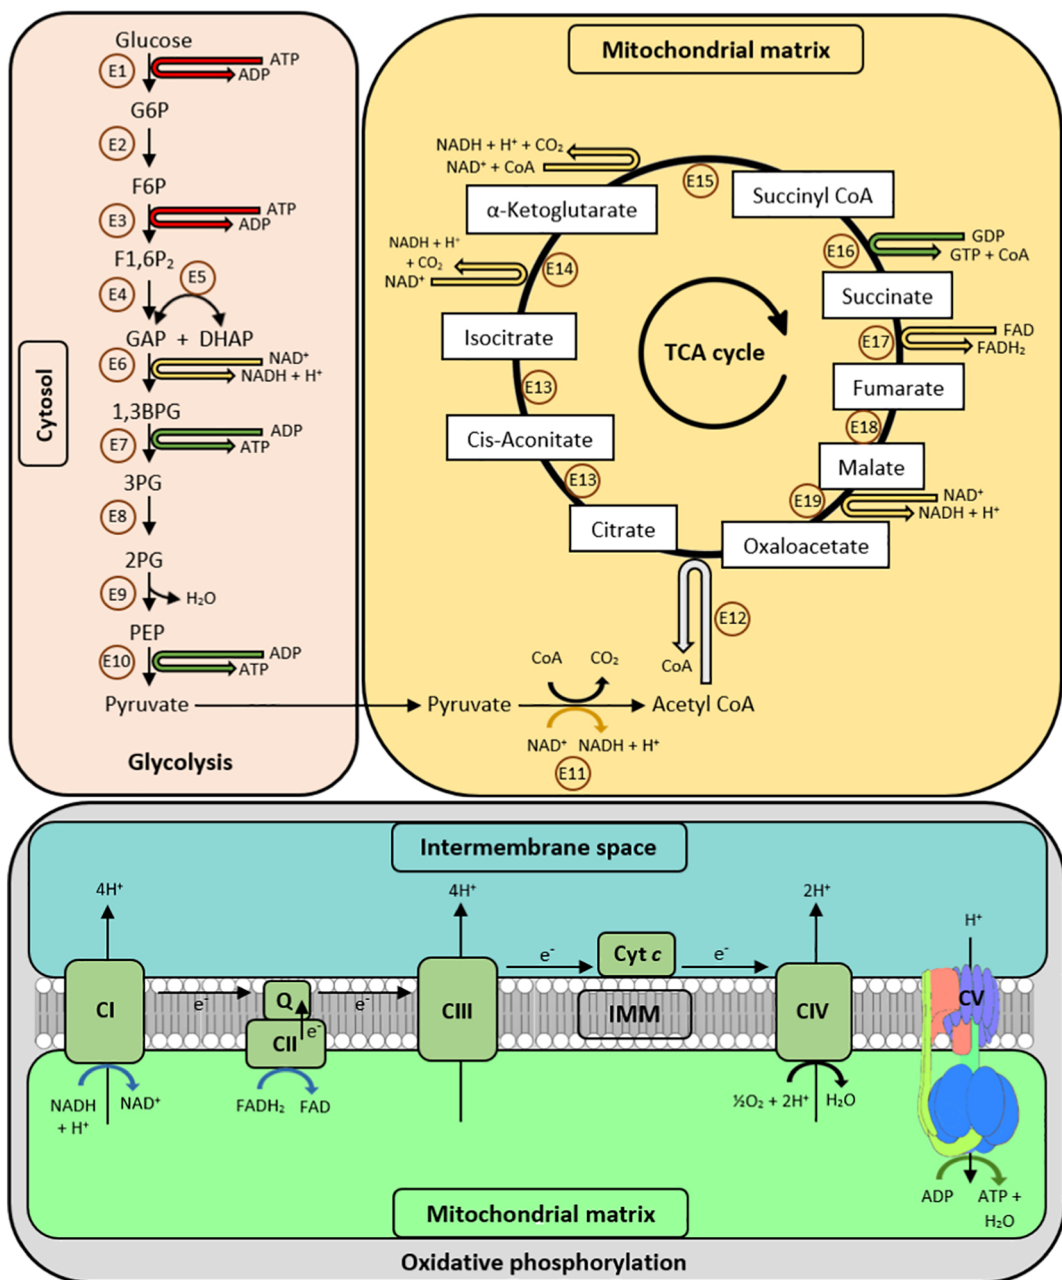 Glucose
E1
ATP
ADP
G6P
E2
F6P
E3
ATP
ADP
F1,6P₂
E4
E5
GAP + DHAP
E6
NAD⁺
NADH + H⁺
1,3BPG
E7
ADP
ATP
3PG
E8
2PG
E9
H₂O
PEP
E10
ADP
ATP
Pyruvate
Glycolysis
Cytosol
Mitochondrial matrix
NADH + H⁺ + CO₂
NAD⁺ + CoA
E15
Succinyl CoA
α-Ketoglutarate
E16
GDP
GTP + CoA
NADH + H⁺
+ CO₂
NAD⁺
E14
Succinate
Isocitrate
TCA cycle
E17
FAD
FADH₂
E13
Fumarate
Cis-Aconitate
E18
Malate
E13
E19
NAD⁺
NADH + H⁺
Citrate
Oxaloacetate
E12
CoA
CoA
CO₂
Pyruvate
Acetyl CoA
NAD⁺
NADH + H⁺
E11
Intermembrane space
4H⁺
4H⁺
2H⁺
H⁺
e⁻
Cyt c
e⁻
CI
e⁻
Q
e⁻
CIII
IMM
CIV
CV
e⁻
CII
NADH
+ H⁺
NAD⁺
FADH₂
FAD
½O₂ + 2H⁺
H₂O
ADP
ATP +
H₂O
Mitochondrial matrix
Oxidative phosphorylation